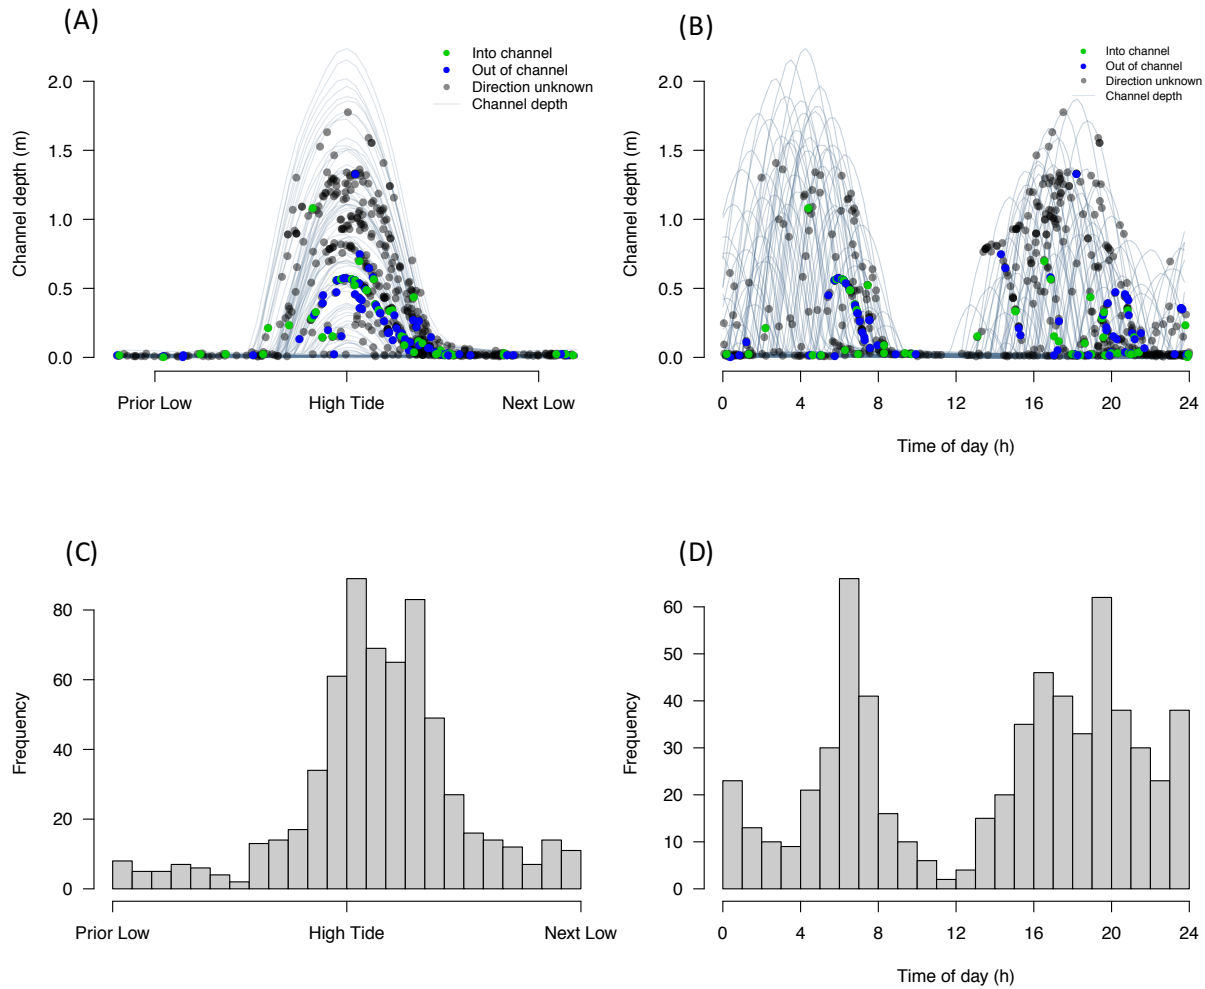 (A)
Into channel
Out of channel
Direction unknown
Channel depth
Channel depth (m)
2.0
1.5
1.0
0.5
0.0
Prior Low High Tide Next Low
(B)
Into channel
Out of channel
Direction unknown
Channel depth
Channel depth (m)
2.0
1.5
1.0
0.5
0.0
0 4 8 12 16 20 24
Time of day (h)
(C)
Frequency
80
60
40
20
0
Prior Low High Tide Next Low
(D)
Frequency
60
50
40
30
20
10
0
0 4 8 12 16 20 24
Time of day (h)